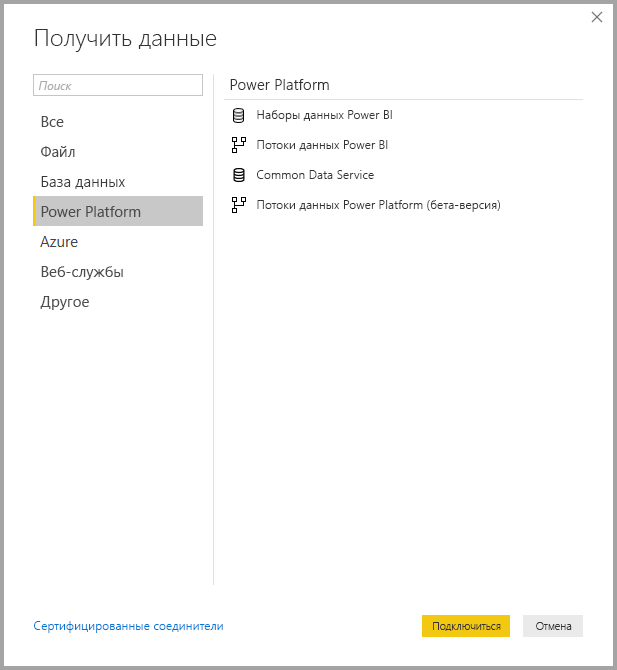 Получить данные
Поиск
Все
Файл
База данных
Power Platform
Azure
Веб-службы
Другое
Power Platform
Наборы данных Power BI
Потоки данных Power BI
Common Data Service
Потоки данных Power Platform (бета-версия)
Сертифицированные соединители
Подключиться
Отмена